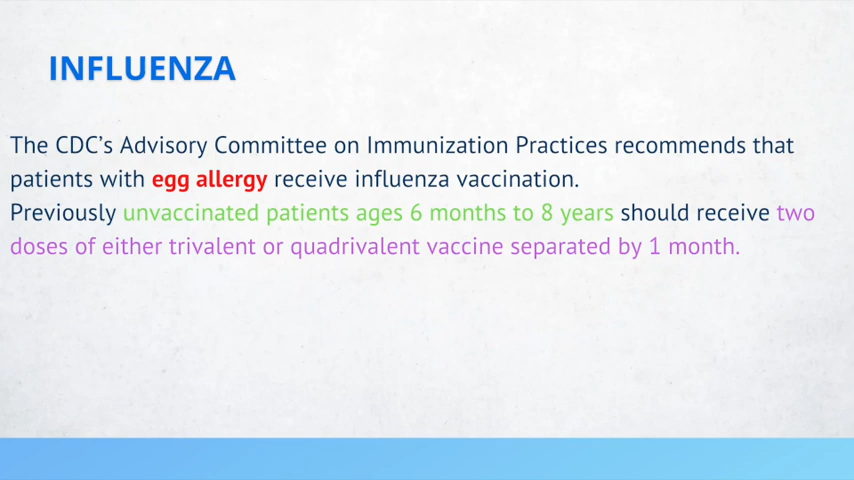 INFLUENZA
The CDC's Advisory Committee on Immunization Practices recommends that
patients with egg allergy receive influenza vaccination.
Previously unvaccinated patients ages 6 months to 8 years should receive two
doses of either trivalent or quadrivalent vaccine separated by 1 month.